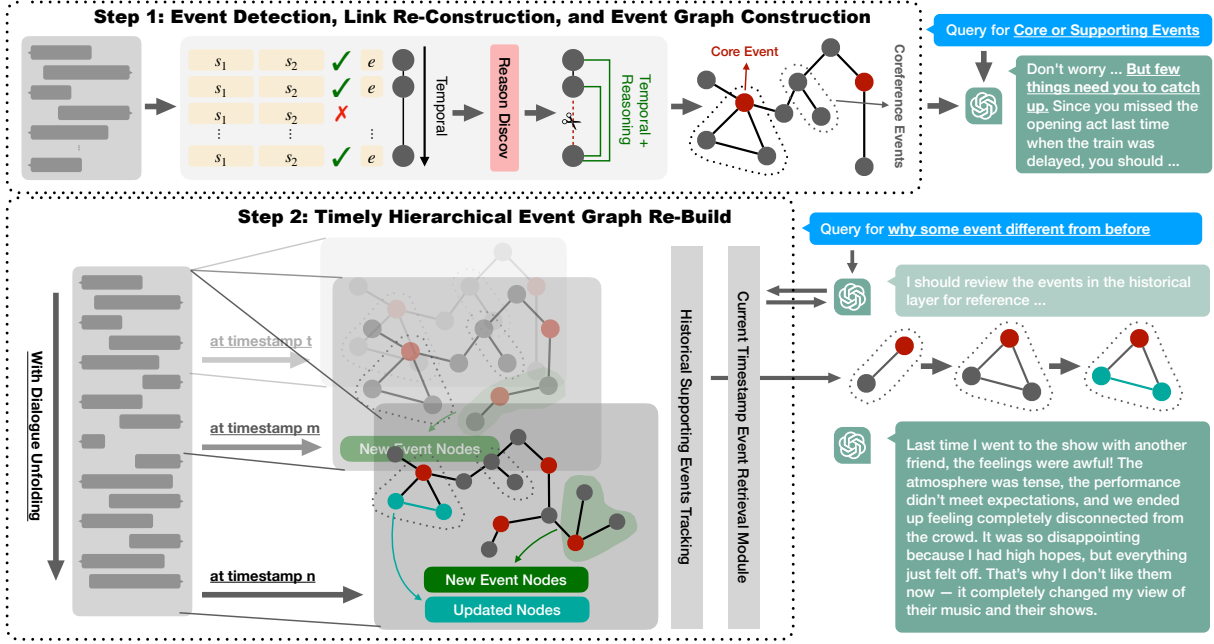 Step 1: Event Detection, Link Re-Construction, and Event Graph Construction
s1 s2 ✓ e
s1 s2 ✓ e
s1 s2 ✗
⋮ ⋮ ⋮
s1 s2 ✓ e
Temporal
Reason Discov
Temporal +
Reasoning
Core Event
Coreference Events
Query for Core or Supporting Events
Don't worry ... But few
things need you to catch
up. Since you missed the
opening act last time
when the train was
delayed, you should ...
Step 2: Timely Hierarchical Event Graph Re-Build
With Dialogue Unfolding
at timestamp t
at timestamp m
New Event Nodes
at timestamp n
New Event Nodes
Updated Nodes
Historical Supporting Events Tracking
Current Timestamp Event Retrieval Module
Query for why some event different from before
I should review the events in the historical
layer for reference ...
Last time I went to the show with another
friend, the feelings were awful! The
atmosphere was tense, the performance
didn't meet expectations, and we ended
up feeling completely disconnected from
the crowd. It was so disappointing
because I had high hopes, but everything
just felt off. That's why I don't like them
now — it completely changed my view of
their music and their shows.